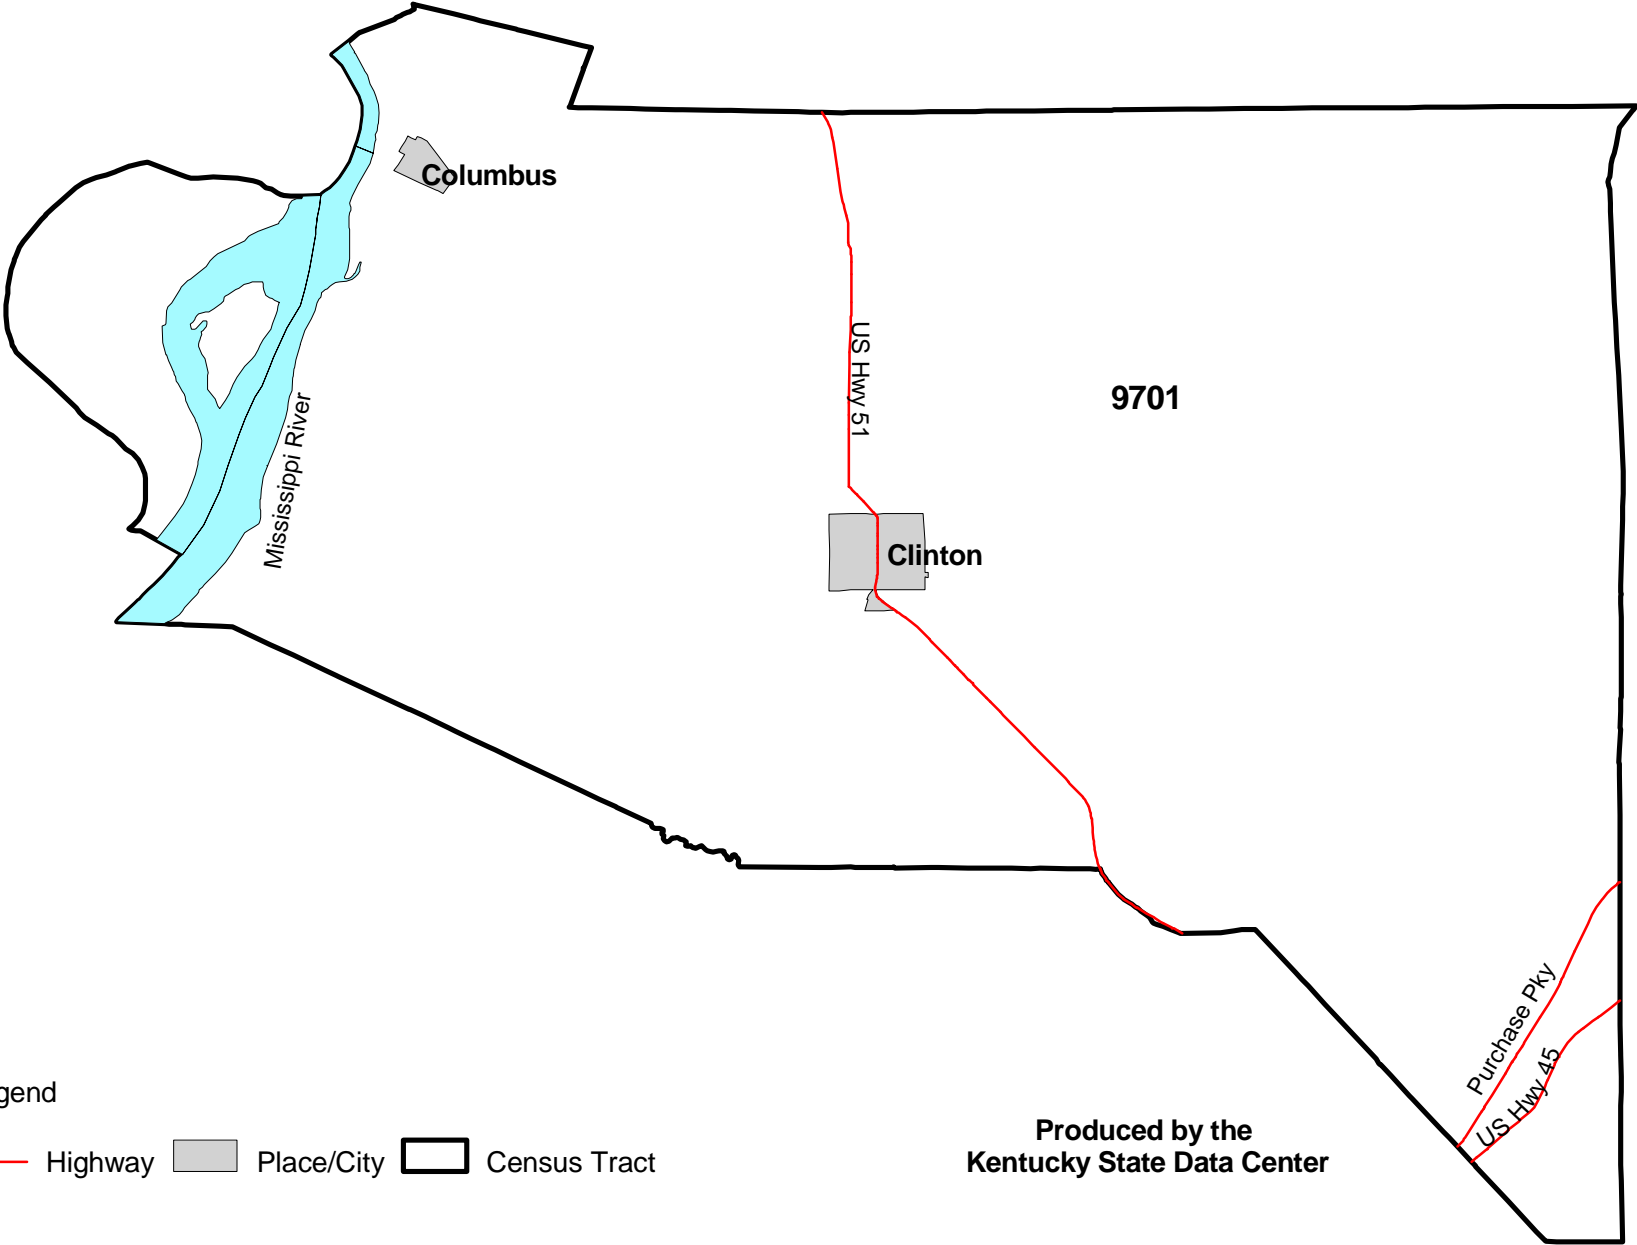 Columbus
US Hwy 51
9701
Mississippi River
Clinton
Purchase Pky
US Hwy 45
gend
Highway
Place/City
Census Tract
Produced by the
Kentucky State Data Center